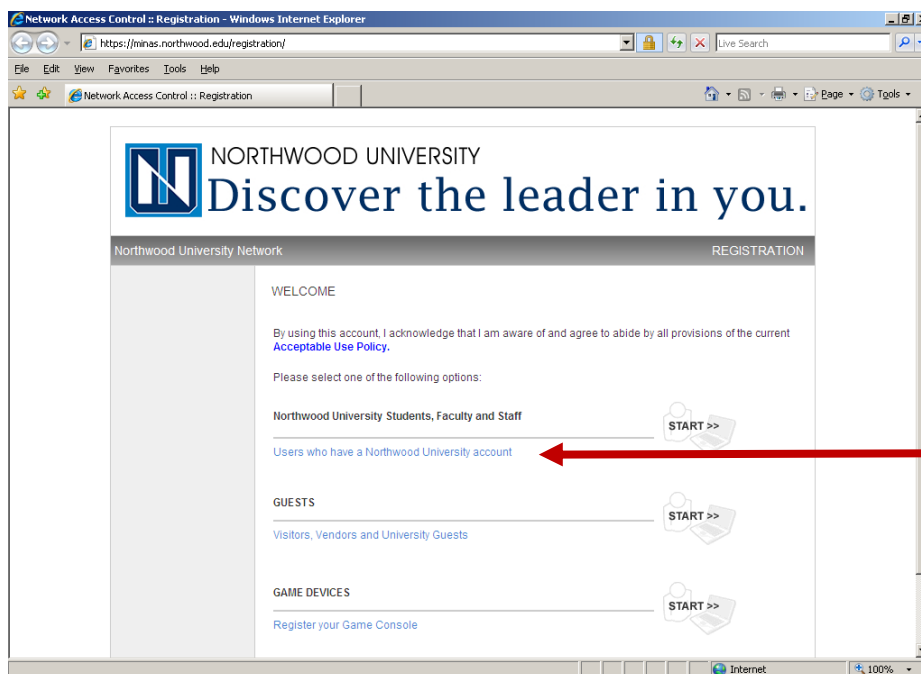 Network Access Control :: Registration - Windows Internet Explorer
https://minas.northwood.edu/registration/
Live Search
File Edit View Favorites Tools Help
Network Access Control :: Registration
Page Tools
N
NORTHWOOD UNIVERSITY
Discover the leader in you.
Northwood University Network REGISTRATION
WELCOME
By using this account, I acknowledge that I am aware of and agree to abide by all provisions of the current
Acceptable Use Policy.
Please select one of the following options:
Northwood University Students, Faculty and Staff
START >>
Users who have a Northwood University account
GUESTS
START >>
Visitors, Vendors and University Guests
GAME DEVICES
START >>
Register your Game Console
Internet 100%